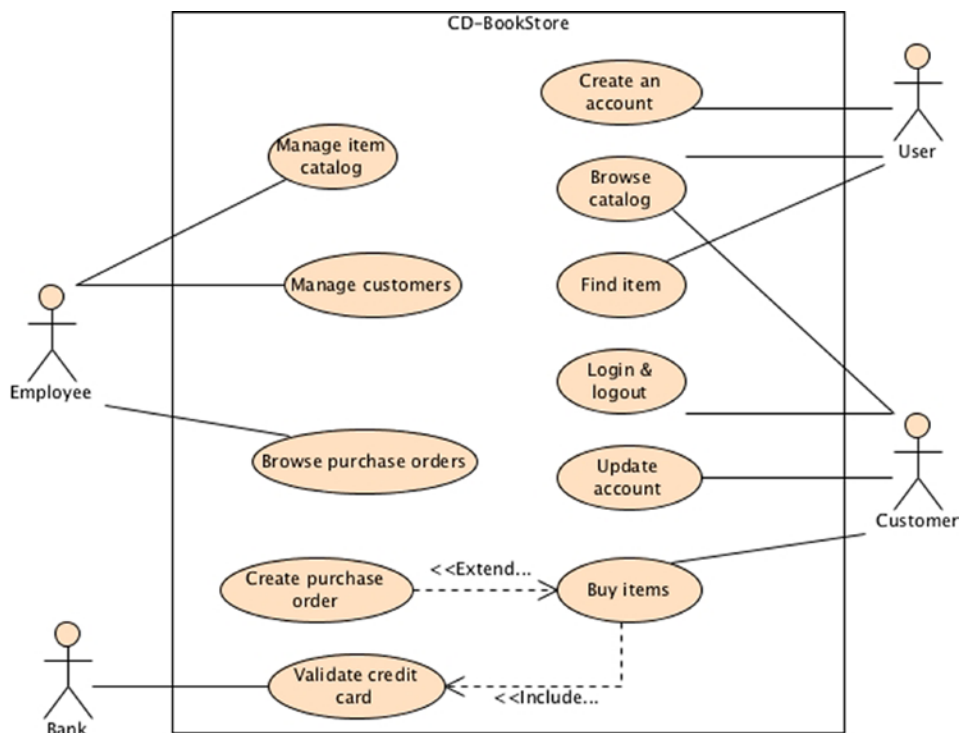 CD-BookStore
Create an
account
User
Manage item
catalog
Browse
catalog
Manage customers
Find item
Employee
Login &
logout
Browse purchase orders
Update
account
Customer
<<Extend...
Create purchase
order
Buy items
Validate credit
card
<<Include...
Bank